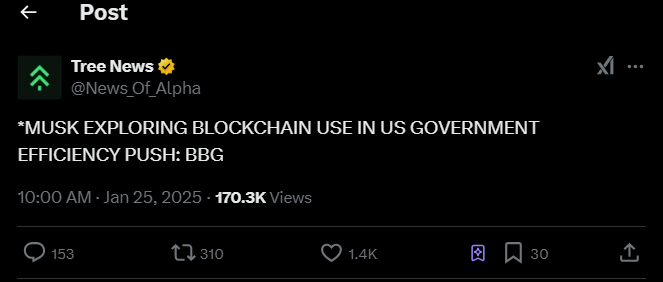 Post
Tree News
@News_Of_Alpha
*MUSK EXPLORING BLOCKCHAIN USE IN US GOVERNMENT
EFFICIENCY PUSH: BBG
10:00 AM · Jan 25, 2025 · 170.3K Views
153 310 1.4K 30